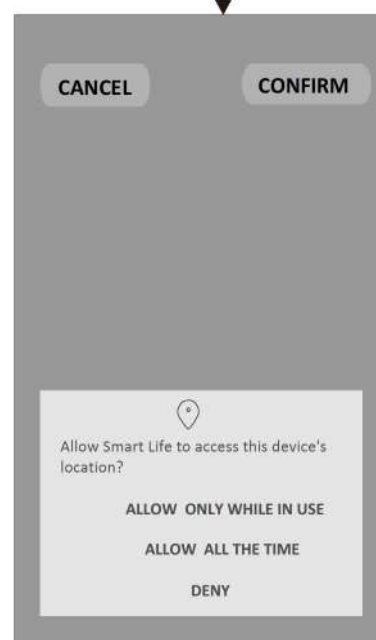 CANCEL
CONFIRM
Allow Smart Life to access this device's
location?
ALLOW ONLY WHILE IN USE
ALLOW ALL THE TIME
DENY